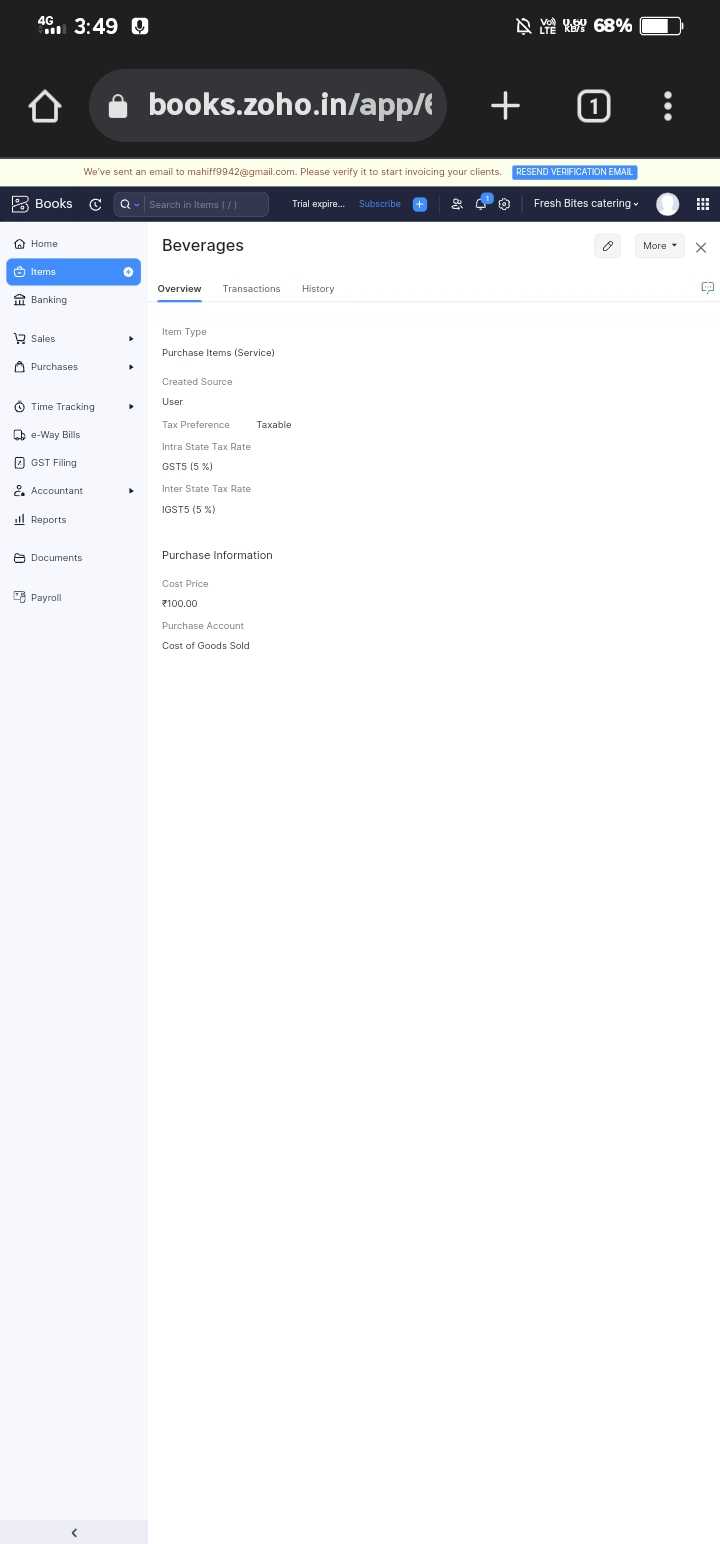 4G 3:49 Vo) LTE 0.60 KB/s 68%
books.zoho.in/app/6 1
We've sent an email to mahiff9942@gmail.com. Please verify it to start invoicing your clients. RESEND VERIFICATION EMAIL
Books Search in Items ( / ) Trial expire... Subscribe 1 Fresh Bites catering
Home
Items
Banking
Sales
Purchases
Time Tracking
e-Way Bills
GST Filing
Accountant
Reports
Documents
Payroll
Beverages
More
Overview Transactions History
Item Type
Purchase Items (Service)
Created Source
User
Tax Preference Taxable
Intra State Tax Rate
GST5 (5 %)
Inter State Tax Rate
IGST5 (5 %)
Purchase Information
Cost Price
₹100.00
Purchase Account
Cost of Goods Sold